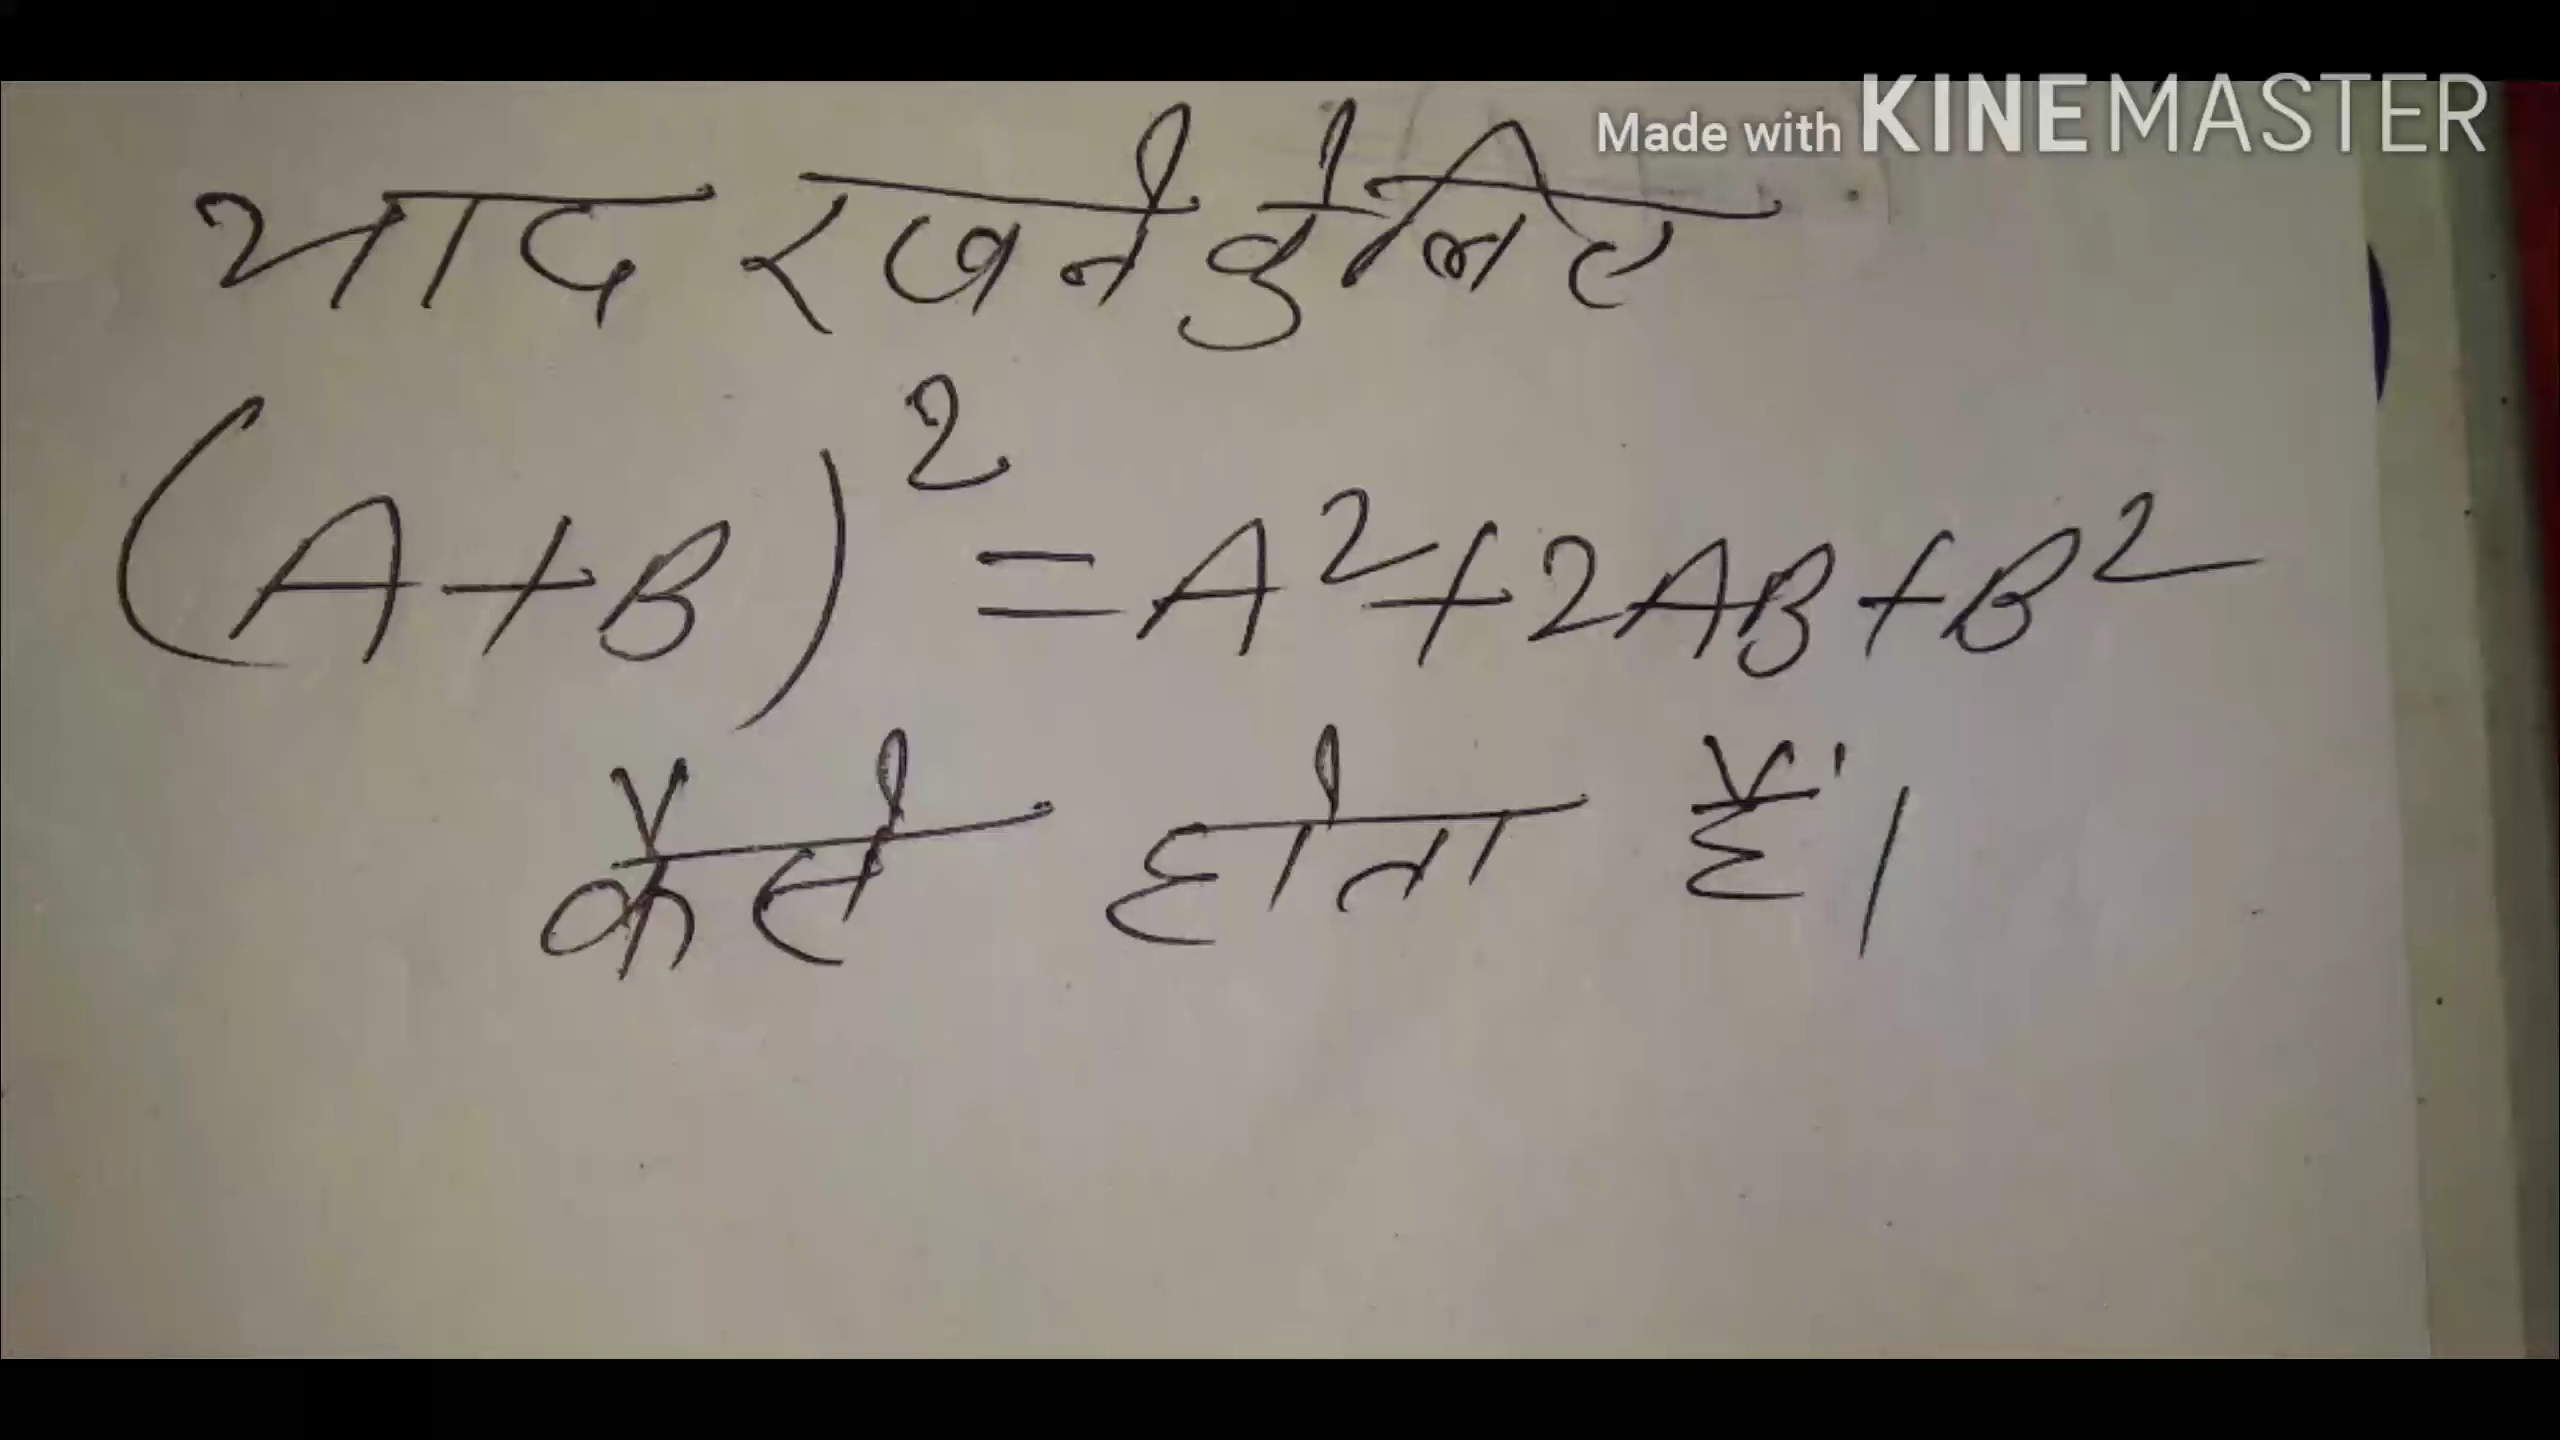 Made with KINEMASTER
याद रखने के लिए
(A+B)² = A²+2AB+B²
कैसे होता हैं।